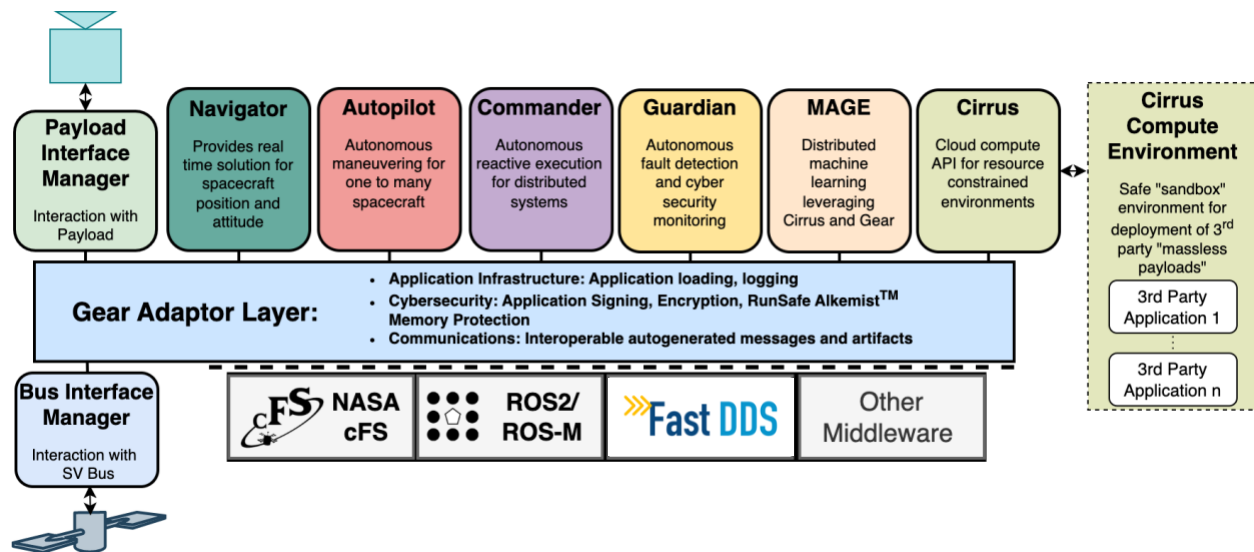 Payload
Interface
Manager
Interaction with
Payload
Navigator
Provides real
time solution for
spacecraft
position and
attitude
Autopilot
Autonomous
maneuvering for
one to many
spacecraft
Commander
Autonomous
reactive execution
for distributed
systems
Guardian
Autonomous
fault detection
and cyber
security
monitoring
MAGE
Distributed
machine
learning
leveraging
Cirrus and Gear
Cirrus
Cloud compute
API for resource
constrained
environments
Cirrus
Compute
Environment
Safe "sandbox"
environment for
deployment of 3rd
party "massless
payloads"
3rd Party
Application 1
3rd Party
Application n
Gear Adaptor Layer:
• Application Infrastructure: Application loading, logging
• Cybersecurity: Application Signing, Encryption, RunSafe Alkemist™
Memory Protection
• Communications: Interoperable autogenerated messages and artifacts
Bus Interface
Manager
Interaction with
SV Bus
cFS
NASA
cFS
ROS2/
ROS-M
Fast DDS
Other
Middleware